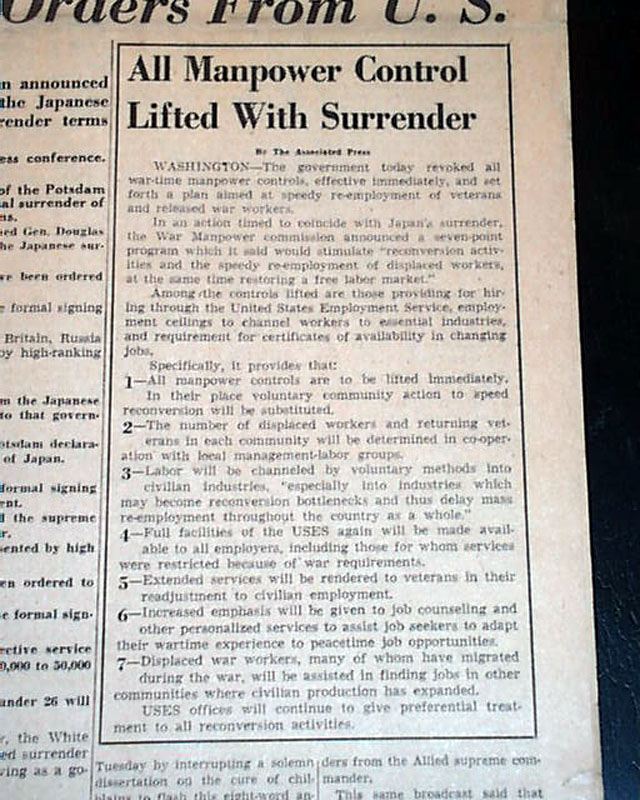 Orders From U. S.
n announced
the Japanese
render terms
ess conference.
of the Potsdam
al surrender of
ns.
sed Gen. Douglas
he Japanese sur-
ve been ordered
e formal signing
Britain, Russia
by high-ranking
m the Japanese
to that govern-
otsdam declara-
of Japan.
formal signing
ent.
d the supreme
r.
sented by high
en ordered to
e formal sign-
ective service
0,000 to 50,000
ander 26 will
r, the White
ed surrender
ving as a go-
All Manpower Control
Lifted With Surrender
By The Associated Press
WASHINGTON—The government today revoked all
war-time manpower controls, effective immediately, and set
forth a plan aimed at speedy re-employment of veterans
and released war workers.
In an action timed to coincide with Japan's surrender,
the War Manpower commission announced a seven-point
program which it said would stimulate "reconversion activ-
ities and the speedy re-employment of displaced workers,
at the same time restoring a free labor market."
Among the controls lifted are those providing for hir-
ing through the United States Employment Service, employ-
ment ceilings to channel workers to essential industries,
and requirement for certificates of availability in changing
jobs.
Specifically, it provides that:
1—All manpower controls are to be lifted immediately.
In their place voluntary community action to speed
reconversion will be substituted.
2—The number of displaced workers and returning vet-
erans in each community will be determined in co-oper-
ation with local management-labor groups.
3—Labor will be channeled by voluntary methods into
civilian industries, "especially into industries which
may become reconversion bottlenecks and thus delay mass
re-employment throughout the country as a whole."
4—Full facilities of the USES again will be made avail-
able to all employers, including those for whom services
were restricted because of war requirements.
5—Extended services will be rendered to veterans in their
readjustment to civilian employment.
6—Increased emphasis will be given to job counseling and
other personalized services to assist job seekers to adapt
their wartime experience to peacetime job opportunities.
7—Displaced war workers, many of whom have migrated
during the war, will be assisted in finding jobs in other
communities where civilian production has expanded.
USES offices will continue to give preferential treat-
ment to all reconversion activities.
Tuesday by interrupting a solemn
dissertation on the cure of chil-
blains to flash this eight-word an-
ders from the Allied supreme com-
mander.
This same broadcast said that